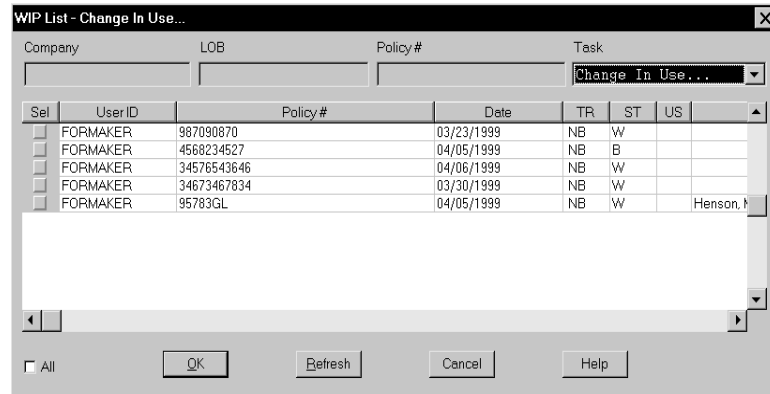 WIP List - Change In Use...
Company LOB Policy # Task
Change In Use...
Sel User ID Policy # Date TR ST US
FORMAKER 987090870 03/23/1999 NB W
FORMAKER 4568234527 04/05/1999 NB B
FORMAKER 34576543646 04/06/1999 NB W
FORMAKER 34673467834 03/30/1999 NB W
FORMAKER 95783GL 04/05/1999 NB W Henson,
All OK Refresh Cancel Help